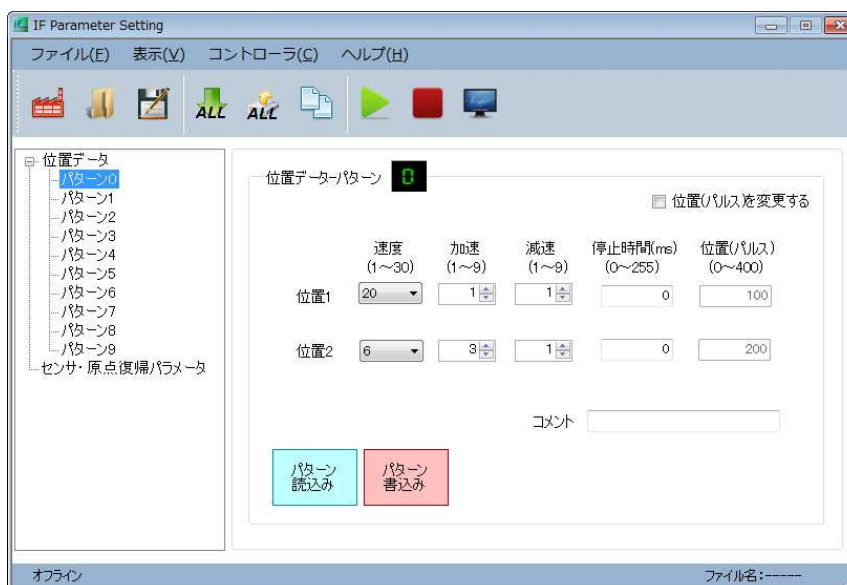 IF Parameter Setting
ファイル(F) 表示(V) コントローラ(C) ヘルプ(H)
ALL ALL
位置データ
パターン0
パターン1
パターン2
パターン3
パターン4
パターン5
パターン6
パターン7
パターン8
パターン9
センサ・原点復帰パラメータ
位置データーパターン 0
位置(パルス)を変更する
速度 加速 減速 停止時間(ms) 位置(パルス)
(1～30) (1～9) (1～9) (0～255) (0～400)
位置1 20 1 1 0 100
位置2 6 3 1 0 200
コメント
パターン 読込み
パターン 書込み
オフライン ファイル名:-----